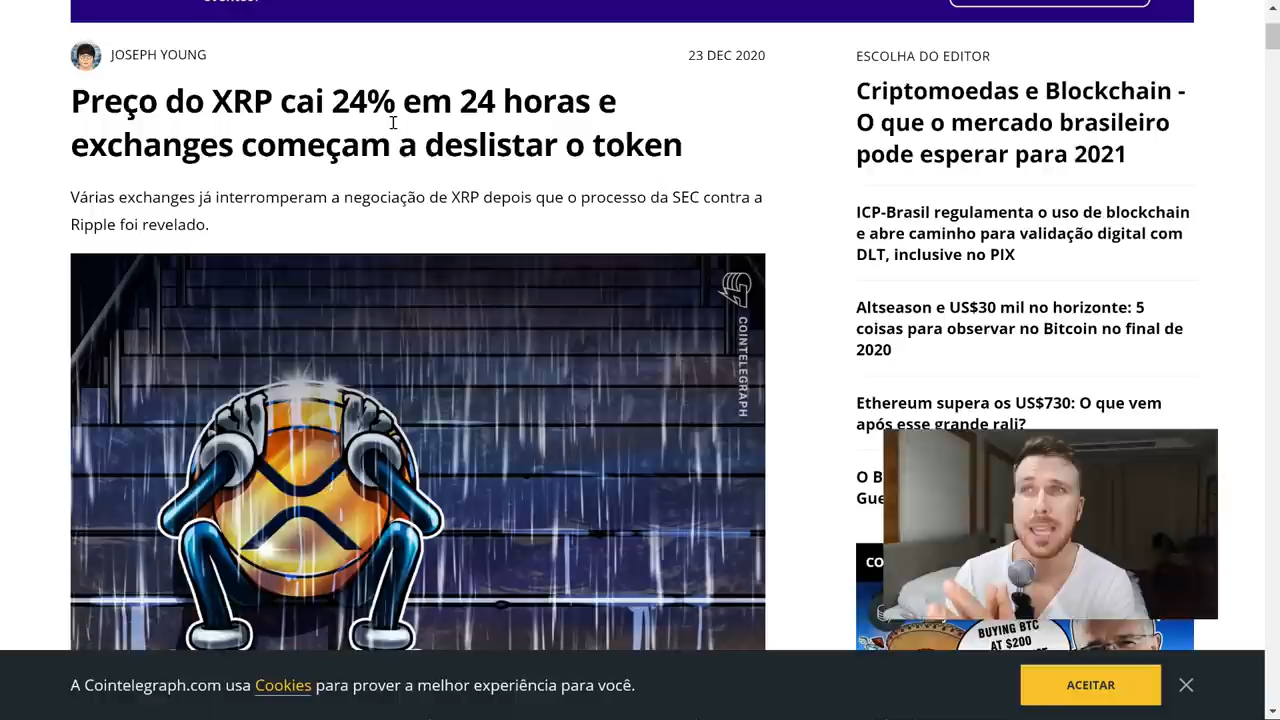 JOSEPH YOUNG
23 DEC 2020
Preço do XRP cai 24% em 24 horas e
exchanges começam a deslistar o token
Várias exchanges já interromperam a negociação de XRP depois que o processo da SEC contra a
Ripple foi revelado.
COINTELEGRAPH
ESCOLHA DO EDITOR
Criptomoedas e Blockchain -
O que o mercado brasileiro
pode esperar para 2021
ICP-Brasil regulamenta o uso de blockchain
e abre caminho para validação digital com
DLT, inclusive no PIX
Altseason e US$30 mil no horizonte: 5
coisas para observar no Bitcoin no final de
2020
Ethereum supera os US$730: O que vem
após esse grande rali?
BUYING BTC
AT $200
A Cointelegraph.com usa Cookies para prover a melhor experiência para você.
ACEITAR